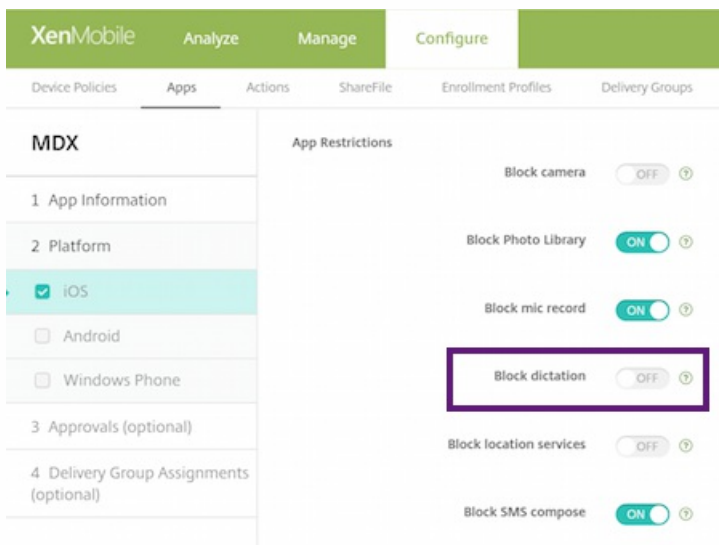 XenMobile Analyze Manage Configure
Device Policies Apps Actions ShareFile Enrollment Profiles Delivery Groups
MDX
1 App Information
2 Platform
iOS
Android
Windows Phone
3 Approvals (optional)
4 Delivery Group Assignments
(optional)
App Restrictions
Block camera OFF ?
Block Photo Library ON ?
Block mic record ON ?
Block dictation OFF ?
Block location services OFF ?
Block SMS compose ON ?